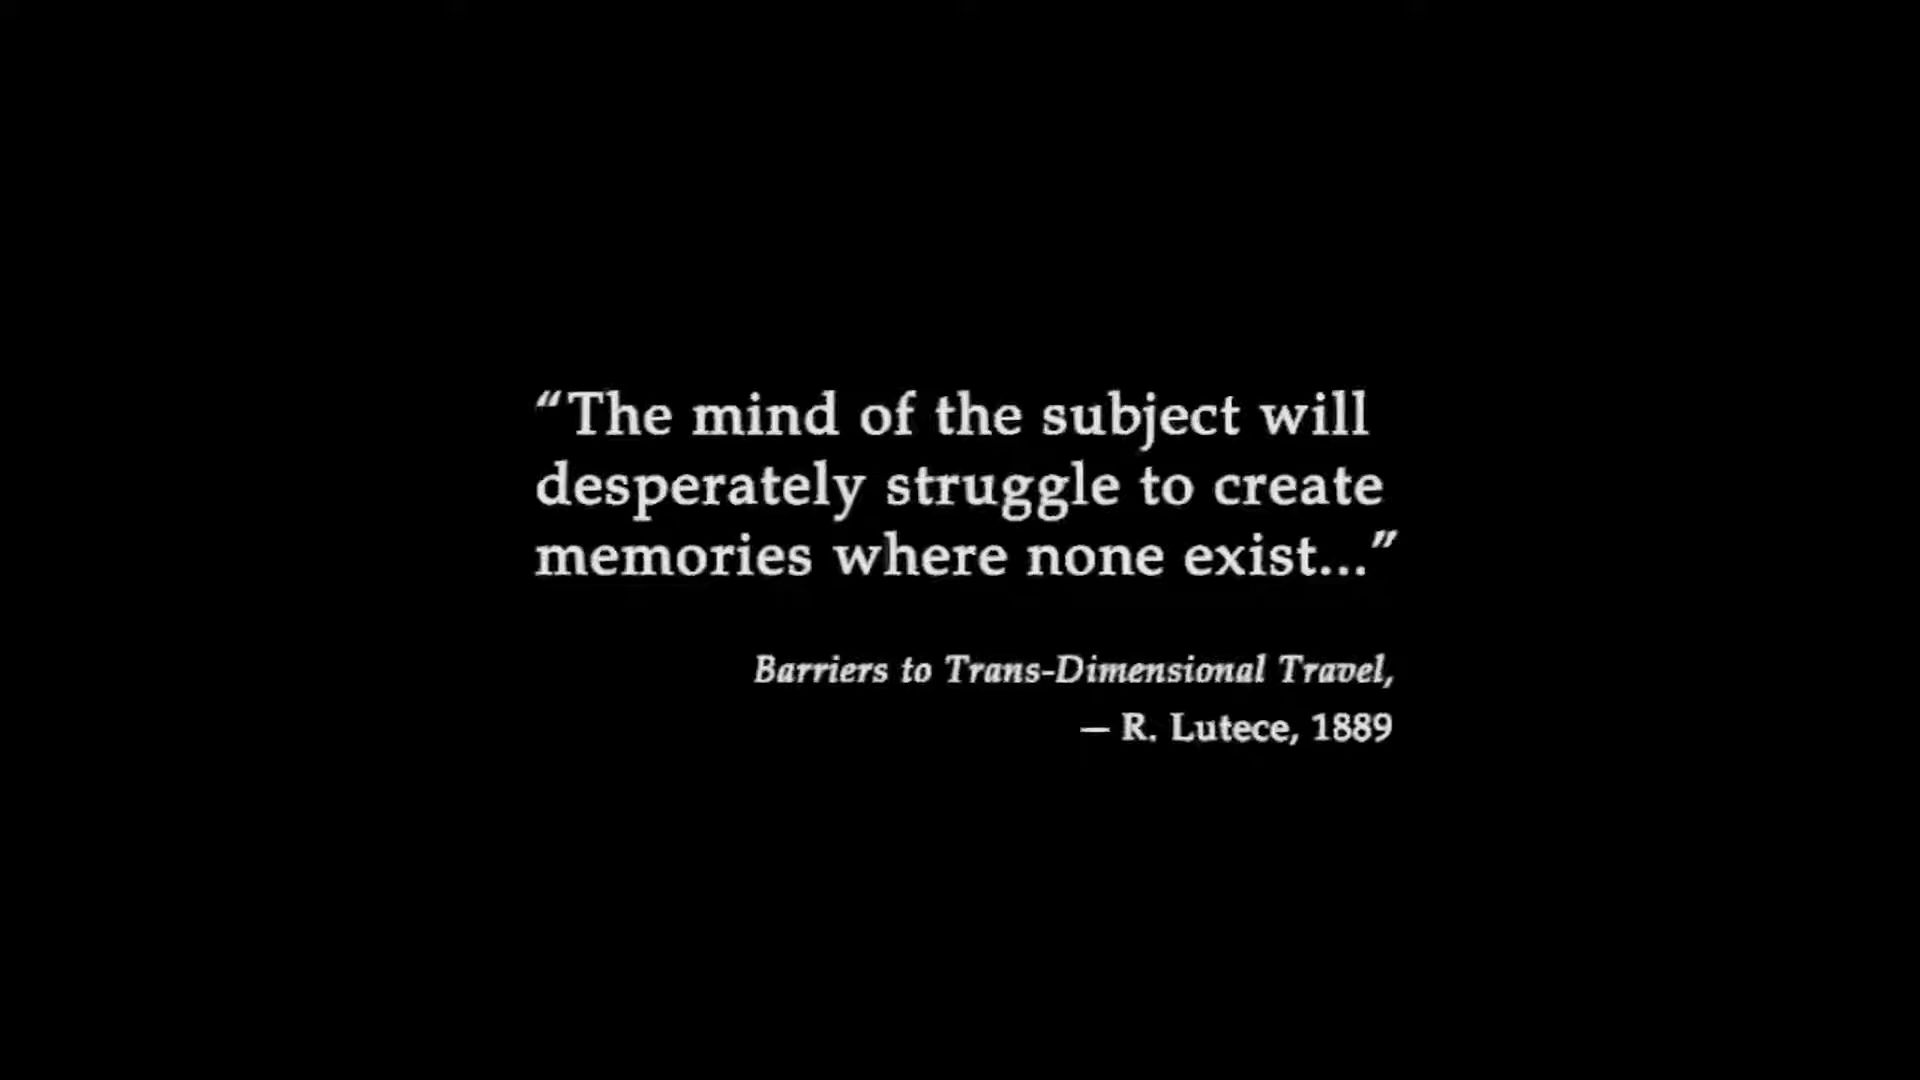 “The mind of the subject will
desperately struggle to create
memories where none exist...”
Barriers to Trans-Dimensional Travel,
— R. Lutece, 1889